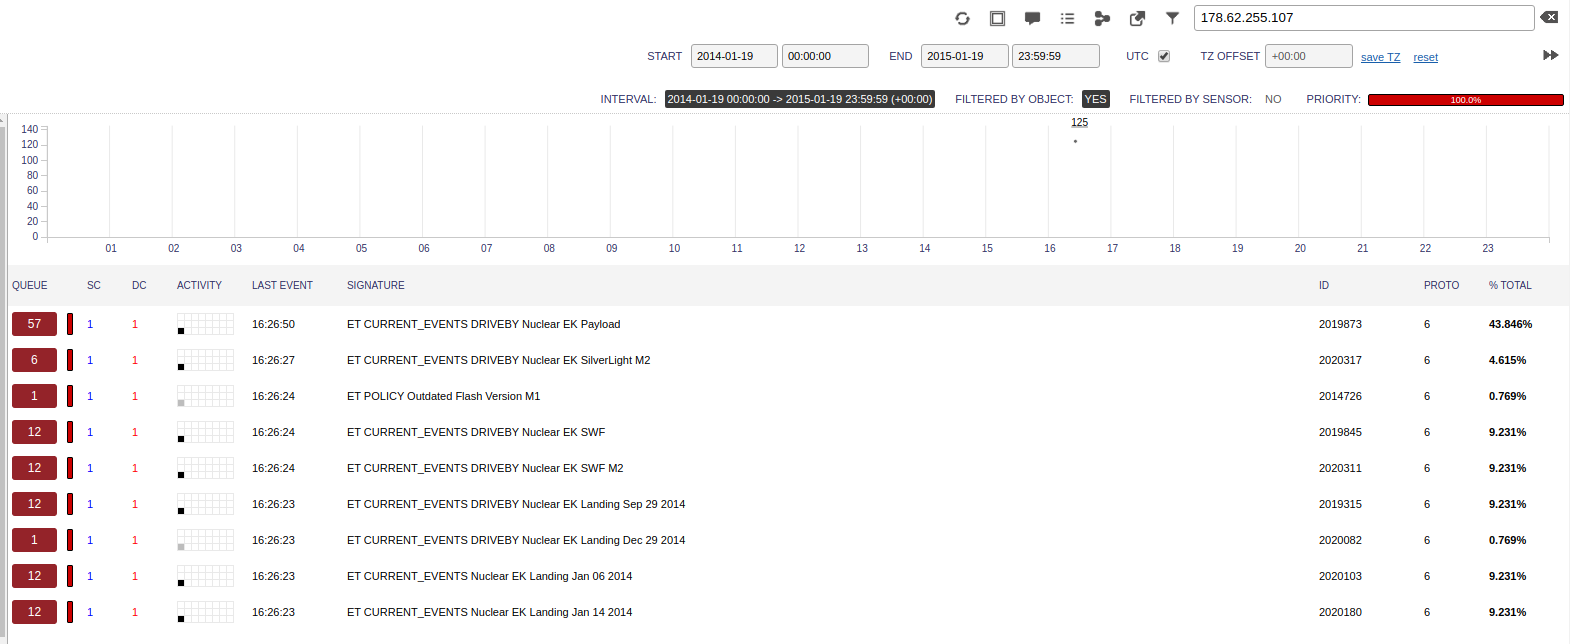 178.62.255.107
START 2014-01-19 00:00:00 END 2015-01-19 23:59:59 UTC TZ OFFSET +00:00 save TZ reset
INTERVAL: 2014-01-19 00:00:00 -> 2015-01-19 23:59:59 (+00:00) FILTERED BY OBJECT: YES FILTERED BY SENSOR: NO PRIORITY: 100.0%
125
140
120
100
80
60
40
20
0
01 02 03 04 05 06 07 08 09 10 11 12 13 14 15 16 17 18 19 20 21 22 23
QUEUE SC DC ACTIVITY LAST EVENT SIGNATURE ID PROTO % TOTAL
57 1 1 16:26:50 ET CURRENT_EVENTS DRIVEBY Nuclear EK Payload 2019873 6 43.846%
6 1 1 16:26:27 ET CURRENT_EVENTS DRIVEBY Nuclear EK SilverLight M2 2020317 6 4.615%
1 1 1 16:26:24 ET POLICY Outdated Flash Version M1 2014726 6 0.769%
12 1 1 16:26:24 ET CURRENT_EVENTS DRIVEBY Nuclear EK SWF 2019845 6 9.231%
12 1 1 16:26:24 ET CURRENT_EVENTS DRIVEBY Nuclear EK SWF M2 2020311 6 9.231%
12 1 1 16:26:23 ET CURRENT_EVENTS DRIVEBY Nuclear EK Landing Sep 29 2014 2019315 6 9.231%
1 1 1 16:26:23 ET CURRENT_EVENTS DRIVEBY Nuclear EK Landing Dec 29 2014 2020082 6 0.769%
12 1 1 16:26:23 ET CURRENT_EVENTS Nuclear EK Landing Jan 06 2014 2020103 6 9.231%
12 1 1 16:26:23 ET CURRENT_EVENTS Nuclear EK Landing Jan 14 2014 2020180 6 9.231%